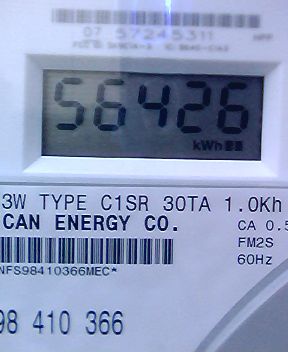 07 57245311
56426
kWh
3W TYPE C1SR 30TA 1.0Kh
CAN ENERGY CO.
CA 0.5
FM2S
60Hz
NFS98410366MEC*
98 410 366